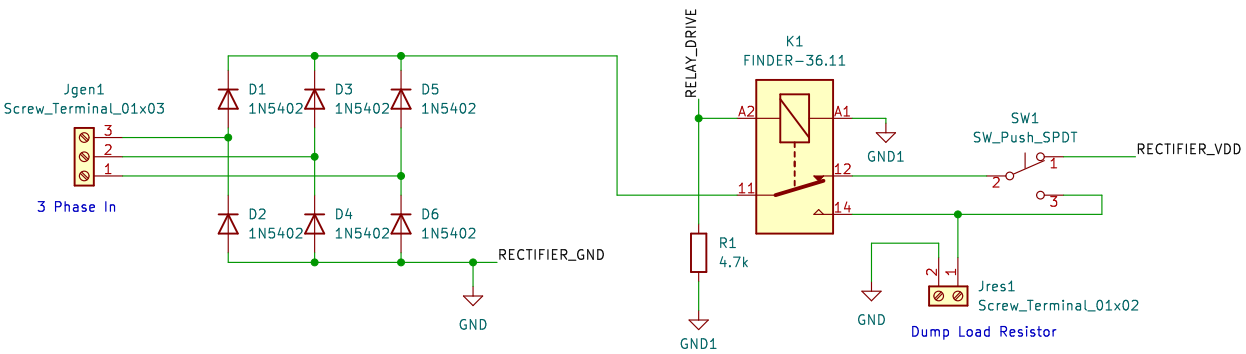 Jgen1
Screw_Terminal_01x03
3
2
1
3 Phase In
D1
1N5402
D3
1N5402
D5
1N5402
D2
1N5402
D4
1N5402
D6
1N5402
RECTIFIER_GND
GND
RELAY_DRIVE
K1
FINDER-36.11
A2
A1
11
12
14
GND1
R1
4.7k
GND1
SW1
SW_Push_SPDT
2
1
3
RECTIFIER_VDD
2
1
Jres1
Screw_Terminal_01x02
GND
Dump Load Resistor